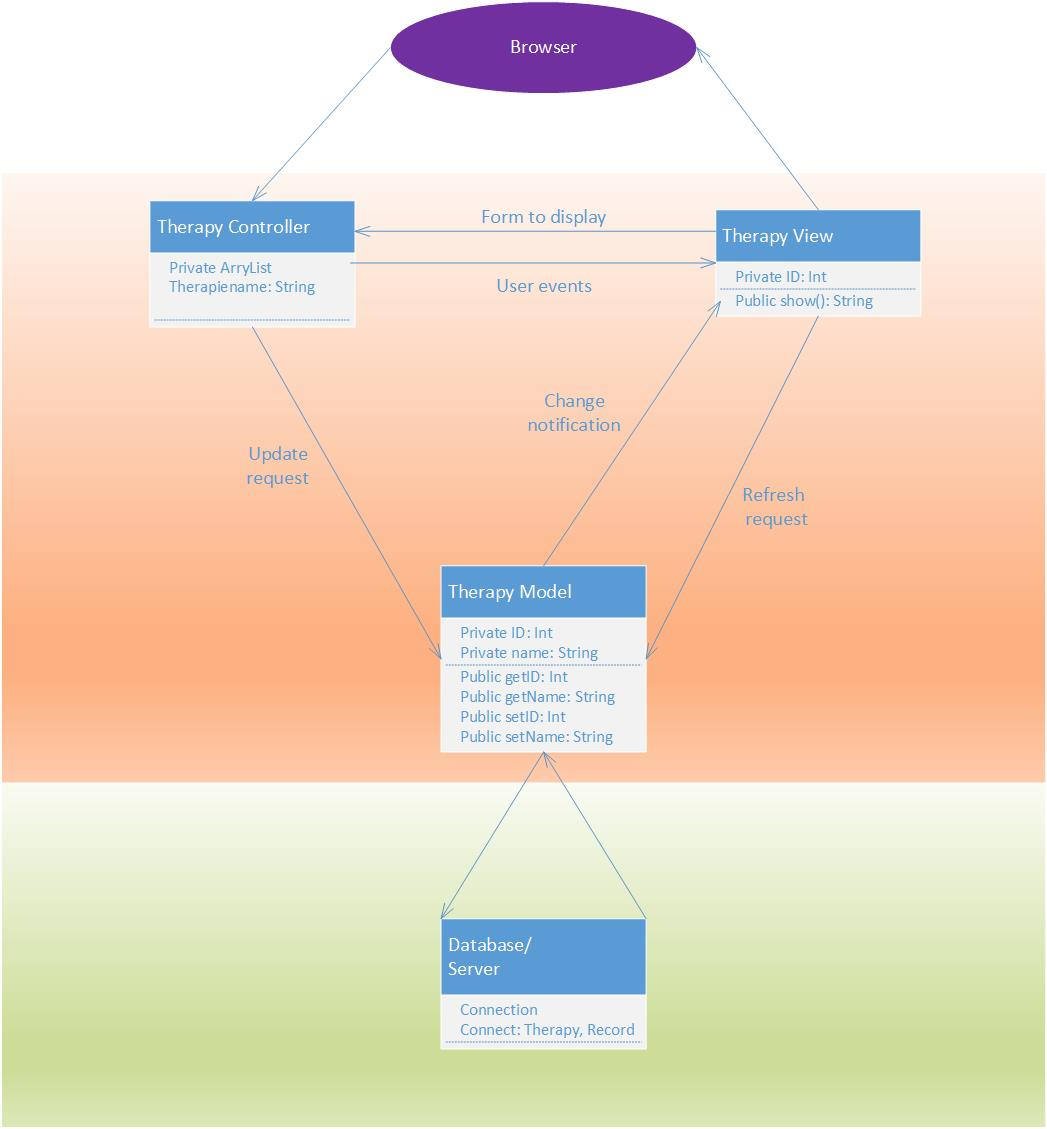 Browser
Therapy Controller
Private ArryList
Therapiename: String
Form to display
User events
Therapy View
Private ID: Int
Public show(): String
Change
notification
Update
request
Refresh
request
Therapy Model
Private ID: Int
Private name: String
Public getID: Int
Public getName: String
Public setID: Int
Public setName: String
Database/
Server
Connection
Connect: Therapy, Record